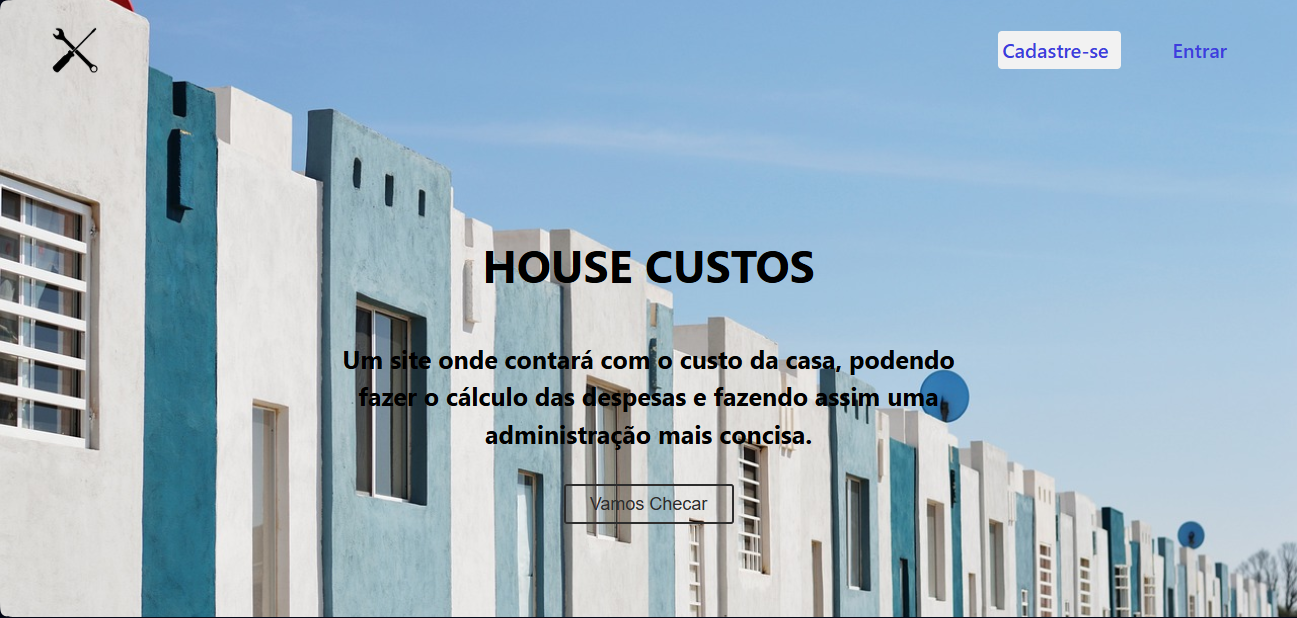 Cadastre-se
Entrar
HOUSE CUSTOS
Um site onde contará com o custo da casa, podendo
fazer o cálculo das despesas e fazendo assim uma
administração mais concisa.
Vamos Checar